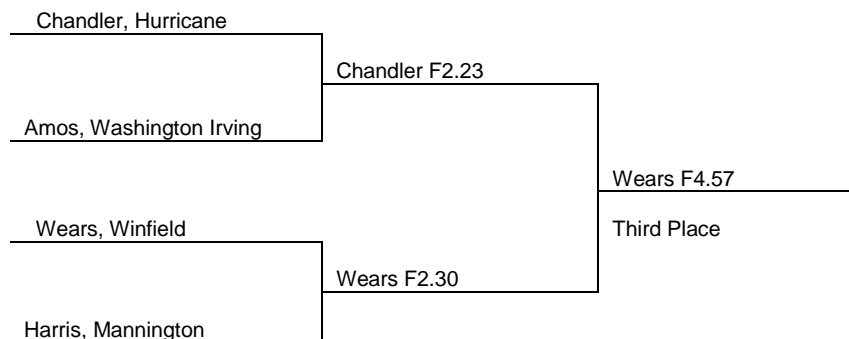 Chandler, Hurricane
Chandler F2.23
Amos, Washington Irving
Wears F4.57
Wears, Winfield
Third Place
Wears F2.30
Harris, Mannington